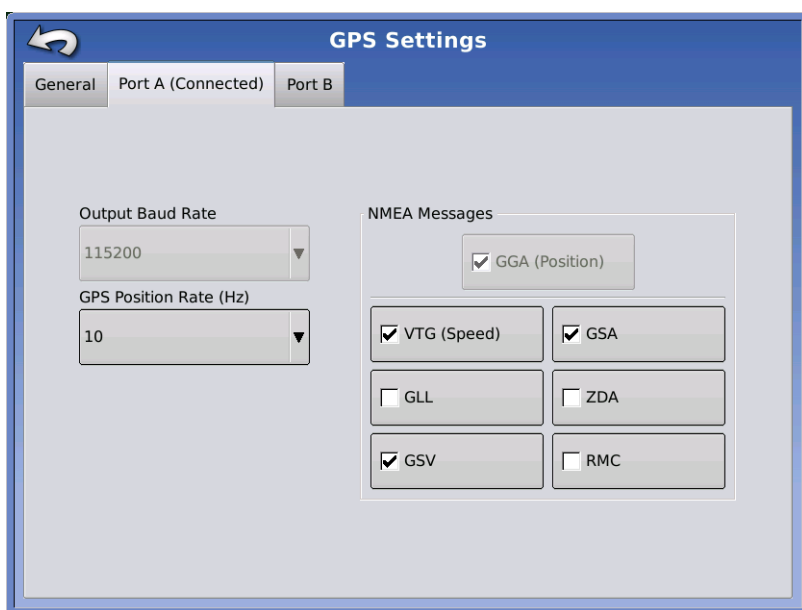 GPS Settings
General
Port A (Connected)
Port B
Output Baud Rate
115200
GPS Position Rate (Hz)
10
NMEA Messages
GGA (Position)
VTG (Speed)
GSA
GLL
ZDA
GSV
RMC